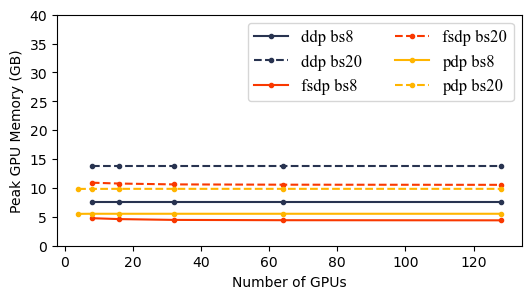 40
35
30
25
20
15
10
5
0
Peak GPU Memory (GB)
ddp bs8
ddp bs20
fsdp bs8
fsdp bs20
pdp bs8
pdp bs20
0 20 40 60 80 100 120
Number of GPUs